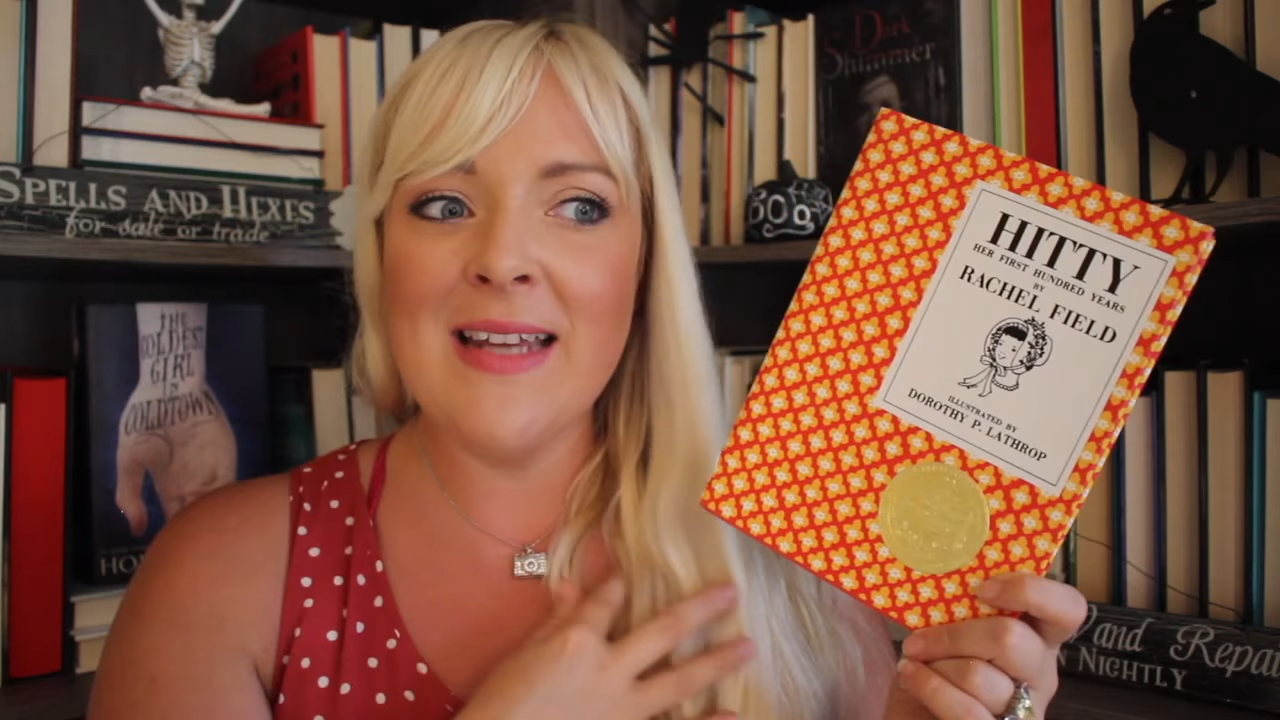 Dark
Shimmer
SPELLS AND HEXES
for sale or trade
BOO
HITTY
HER FIRST HUNDRED YEARS
BY
RACHEL FIELD
ILLUSTRATED BY
DOROTHY P. LATHROP
THE
COLDEST
GIRL
IN
COLDTOWN
HO
and Repai
NIGHTLY